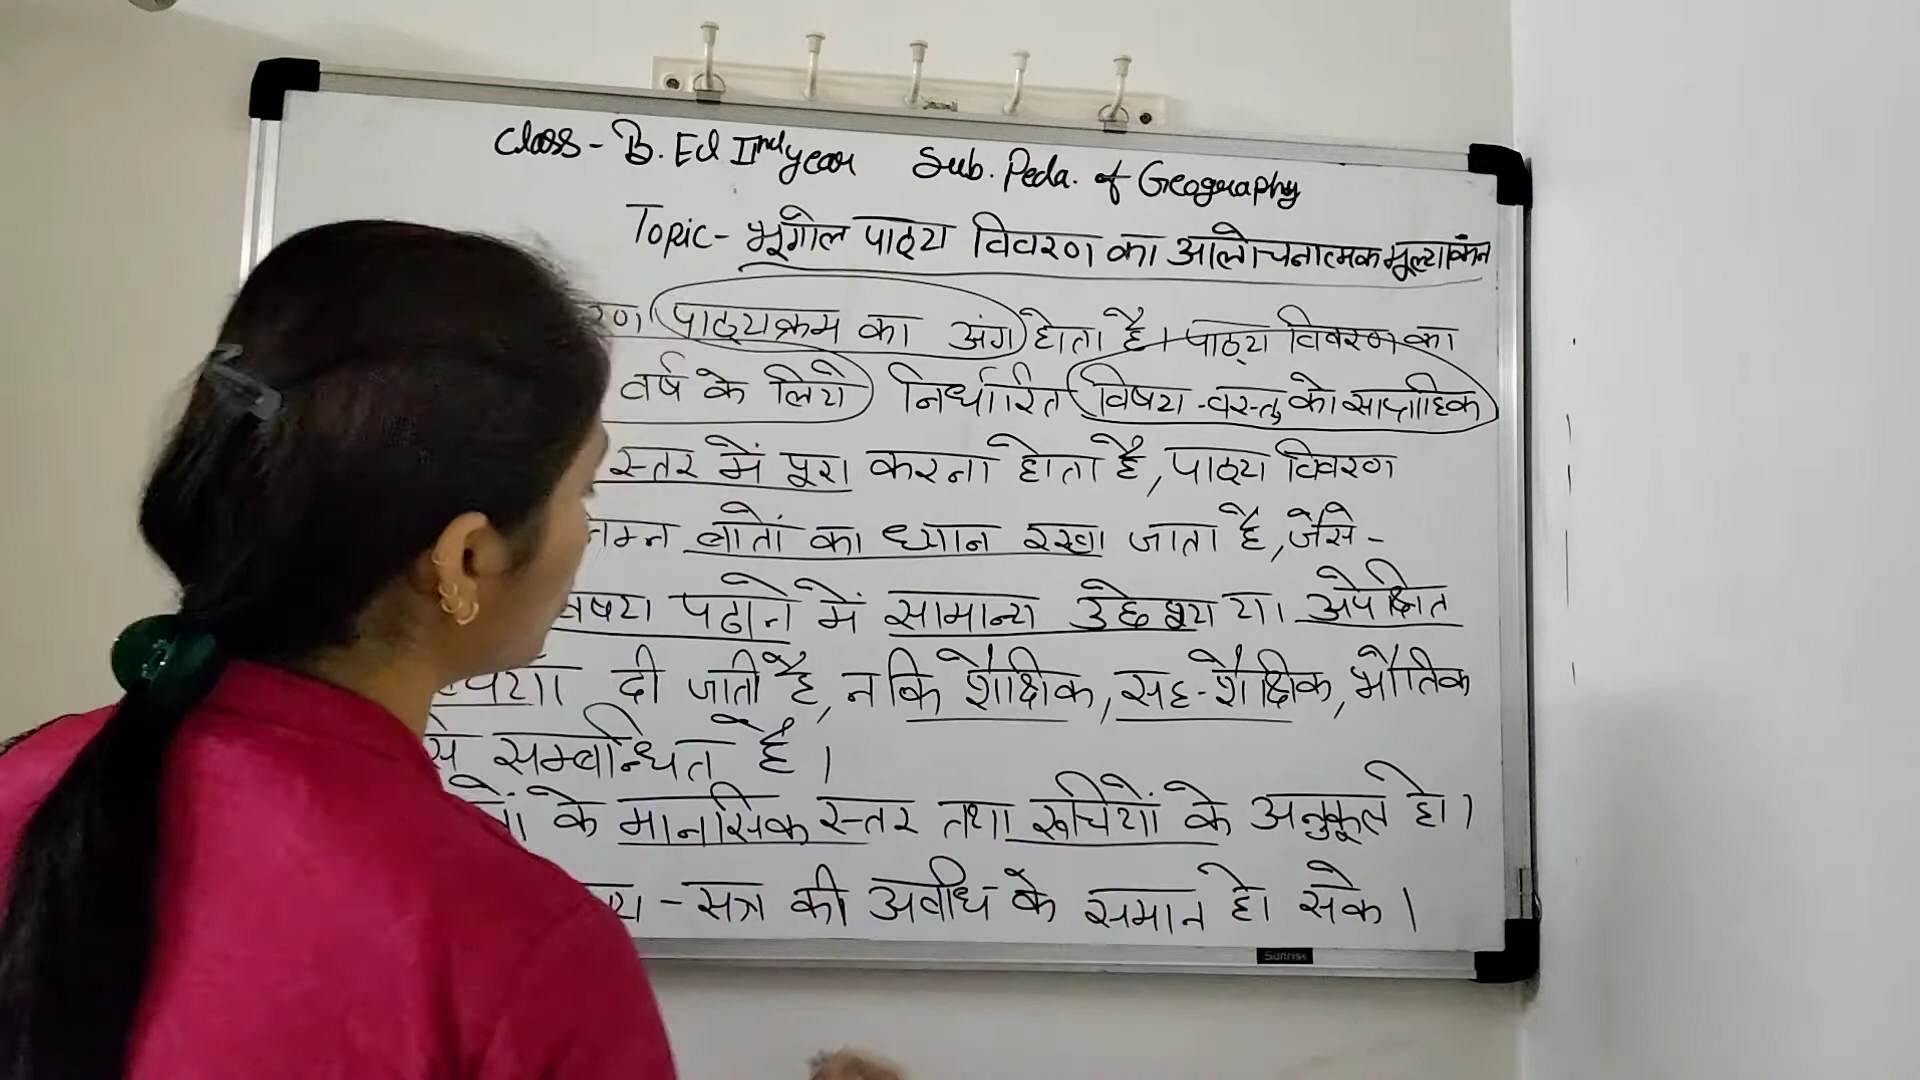 Class - B. Ed IInd year Sub. Peda. of Geography
Topic - भूगोल पाठ्य विवरण का आलोचनात्मक मूल्यांकन
रण पाठ्यक्रम का अंग होता है। पाठ्य विवरण का
वर्ष के लिये निर्धारित विषय-वस्तु को साप्ताहिक
स्तर में पूरा करना होता है, पाठ्य विवरण
निम्न बातों का ध्यान रखा जाता है, जैसे -
विषय पढाने में सामान्य उद्देश्य या अपेक्षित
दी जाती है, न कि शैक्षिक, सह-शैक्षिक, भौतिक
से सम्बन्धित है।
के मानसिक स्तर तथा रूचियों के अनुकूल हो।
- सत्र की अवधि के समान हो सके।
Sunrise